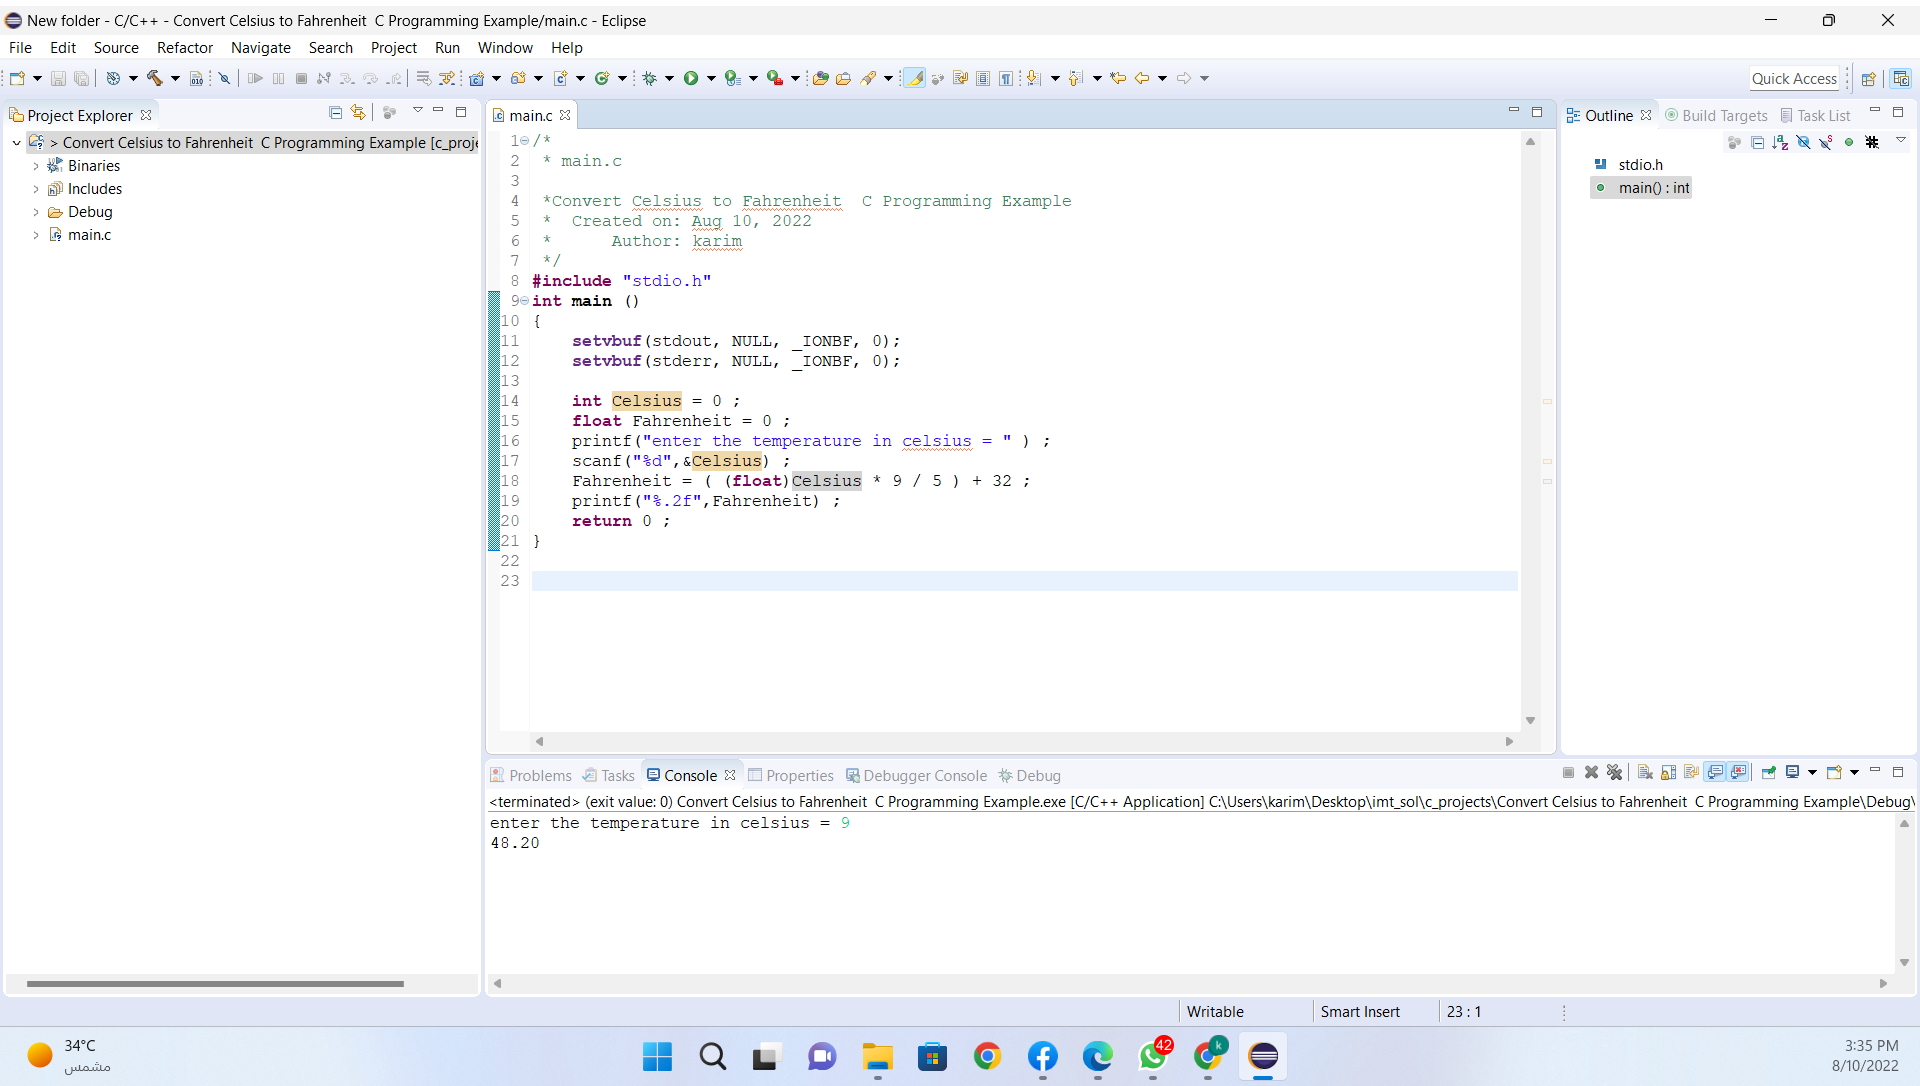 New folder - C/C++ - Convert Celsius to Fahrenheit  C Programming Example/main.c - Eclipse
File Edit Source Refactor Navigate Search Project Run Window Help
Quick Access
Project Explorer
> Convert Celsius to Fahrenheit  C Programming Example [c_proje
Binaries
Includes
Debug
main.c
main.c
1 /*
2  * main.c
3
4  *Convert Celsius to Fahrenheit  C Programming Example
5  *  Created on: Aug 10, 2022
6  *      Author: karim
7  */
8 #include "stdio.h"
9 int main ()
10 {
11     setvbuf(stdout, NULL, _IONBF, 0);
12     setvbuf(stderr, NULL, _IONBF, 0);
13
14     int Celsius = 0 ;
15     float Fahrenheit = 0 ;
16     printf("enter the temperature in celsius = " ) ;
17     scanf("%d",&Celsius) ;
18     Fahrenheit = ( (float)Celsius * 9 / 5 ) + 32 ;
19     printf("%.2f",Fahrenheit) ;
20     return 0 ;
21 }
22
23
Outline Build Targets Task List
stdio.h
main() : int
Problems Tasks Console Properties Debugger Console Debug
<terminated> (exit value: 0) Convert Celsius to Fahrenheit  C Programming Example.exe [C/C++ Application] C:\Users\karim\Desktop\imt_sol\c_projects\Convert Celsius to Fahrenheit  C Programming Example\Debug\
enter the temperature in celsius = 9
48.20
Writable Smart Insert 23 : 1
34°C
مشمس
42
k
3:35 PM
8/10/2022